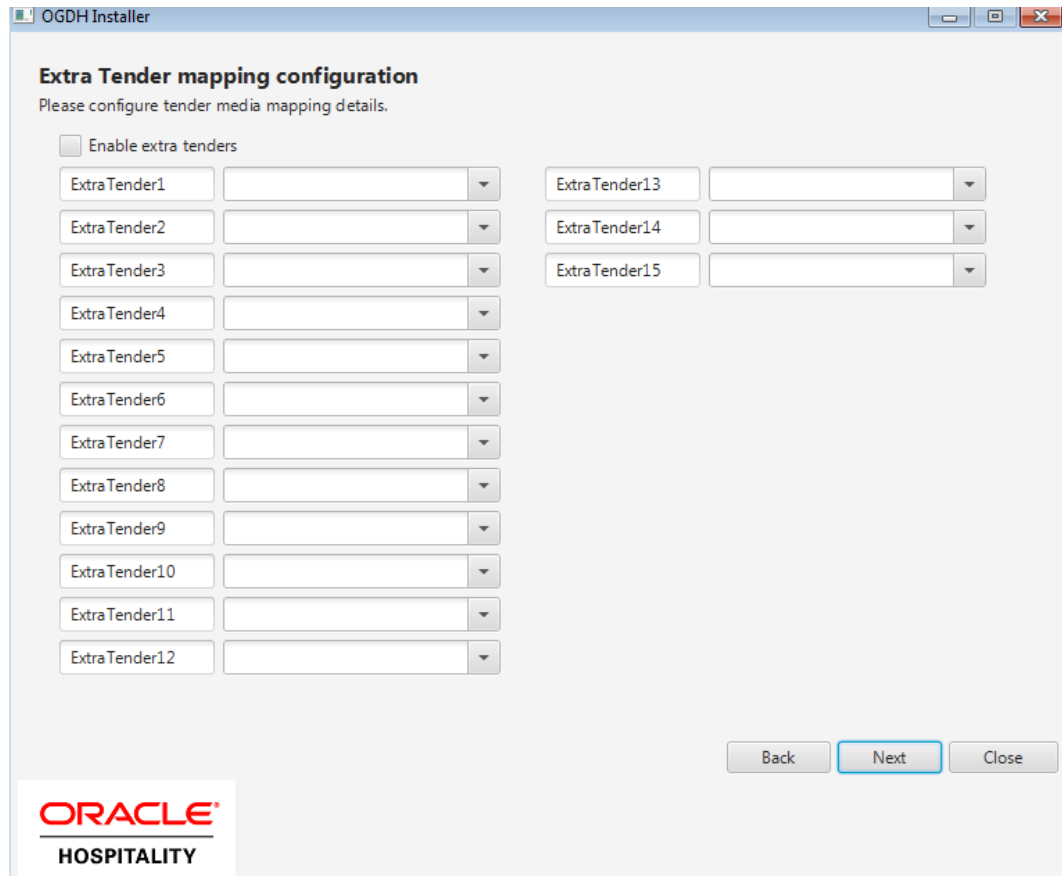 OGDH Installer
Extra Tender mapping configuration
Please configure tender media mapping details.
Enable extra tenders
ExtraTender1
ExtraTender2
ExtraTender3
ExtraTender4
ExtraTender5
ExtraTender6
ExtraTender7
ExtraTender8
ExtraTender9
ExtraTender10
ExtraTender11
ExtraTender12
ExtraTender13
ExtraTender14
ExtraTender15
Back
Next
Close
ORACLE®
HOSPITALITY